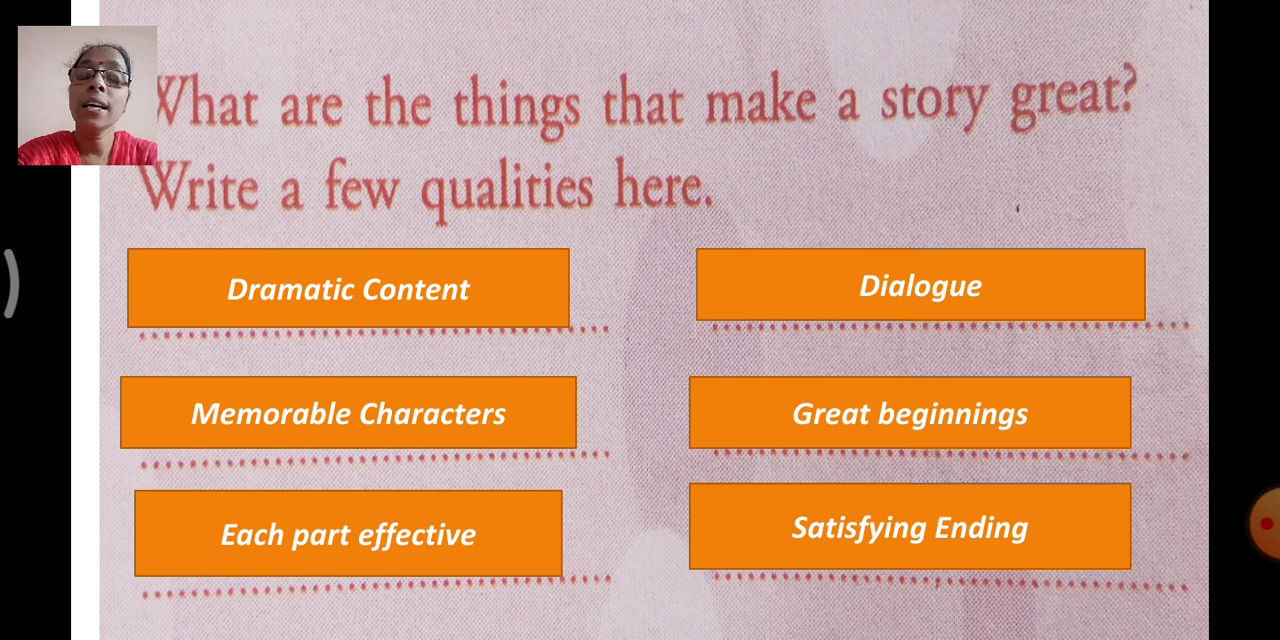 What are the things that make a story great?
Write a few qualities here.
Dramatic Content
Dialogue
Memorable Characters
Great beginnings
Each part effective
Satisfying Ending